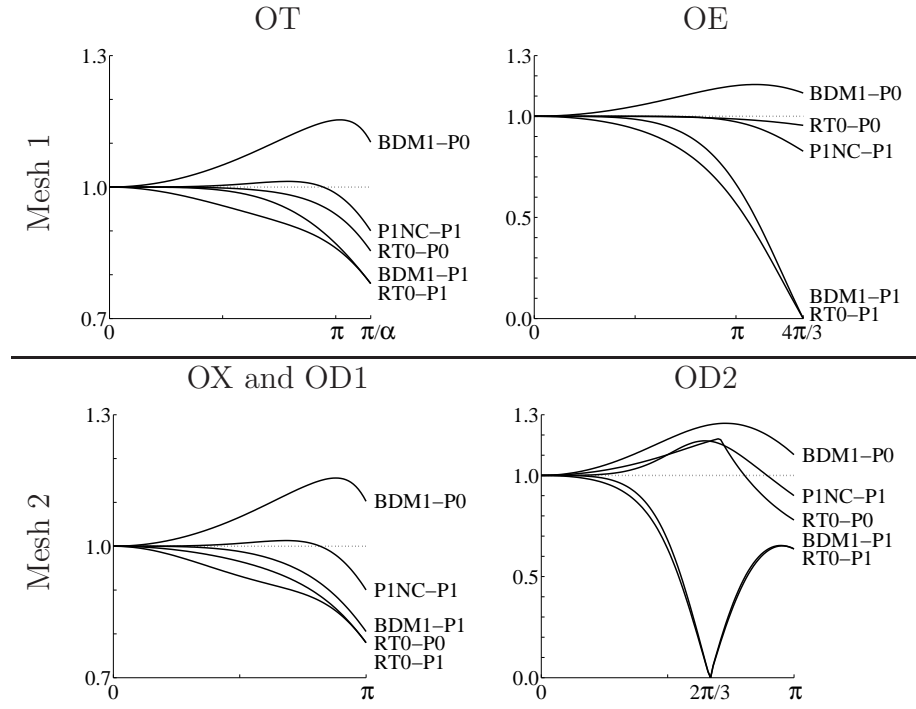 OT
OE
Mesh 1
1.3
1.0
0.7
0
π
π/α
BDM1–P0
P1NC–P1
RT0–P0
BDM1–P1
RT0–P1
1.3
1.0
0.5
0.0
0
π
4π/3
BDM1–P0
RT0–P0
P1NC–P1
BDM1–P1
RT0–P1
OX and OD1
OD2
Mesh 2
1.3
1.0
0.7
0
π
BDM1–P0
P1NC–P1
BDM1–P1
RT0–P0
RT0–P1
1.3
1.0
0.5
0.0
0
2π/3
π
BDM1–P0
P1NC–P1
RT0–P0
BDM1–P1
RT0–P1